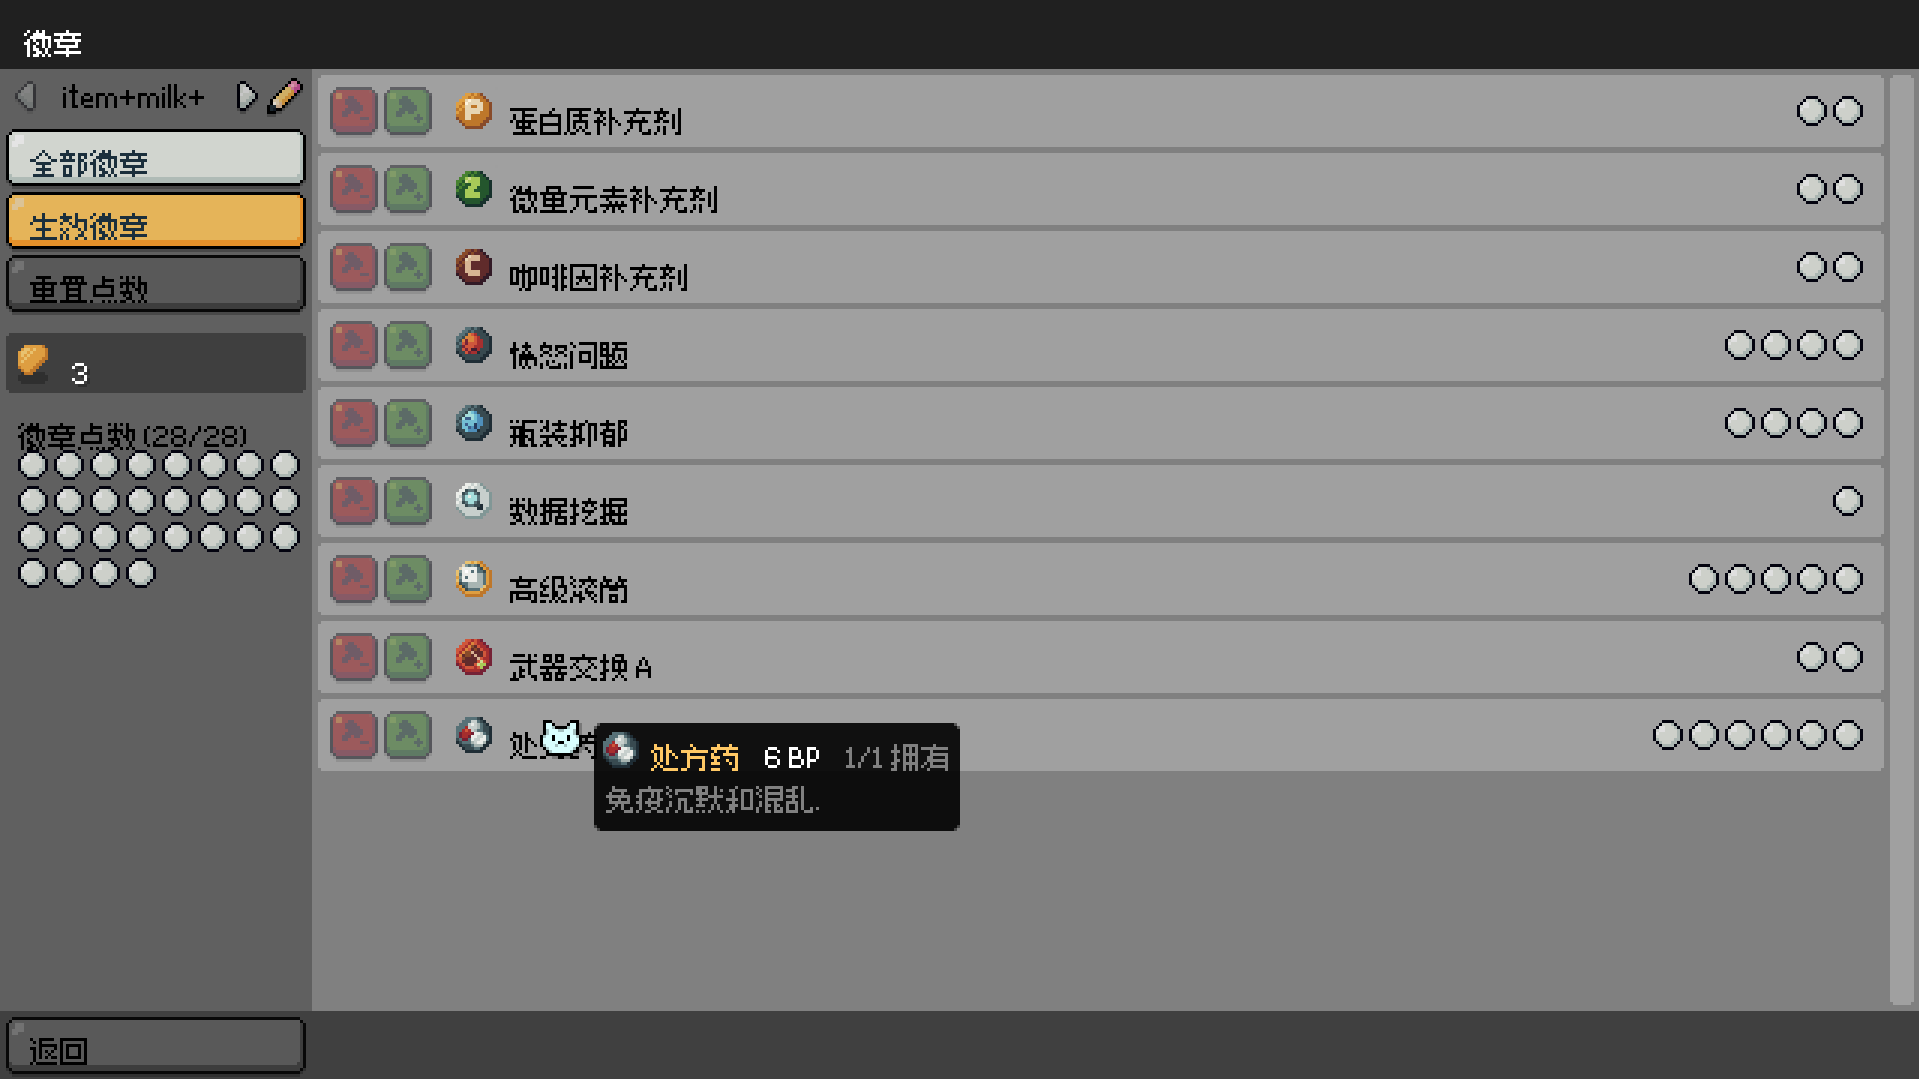 徽章
item+milk+
全部徽章
生效徽章
重置点数
3
徽章点数(28/28)
蛋白质补充剂
微量元素补充剂
咖啡因补充剂
愤怒问题
瓶装抑郁
数据挖掘
高级滚筒
武器交换 A
处
处方药 6 BP 1/1 拥有
免疫沉默和混乱.
返回